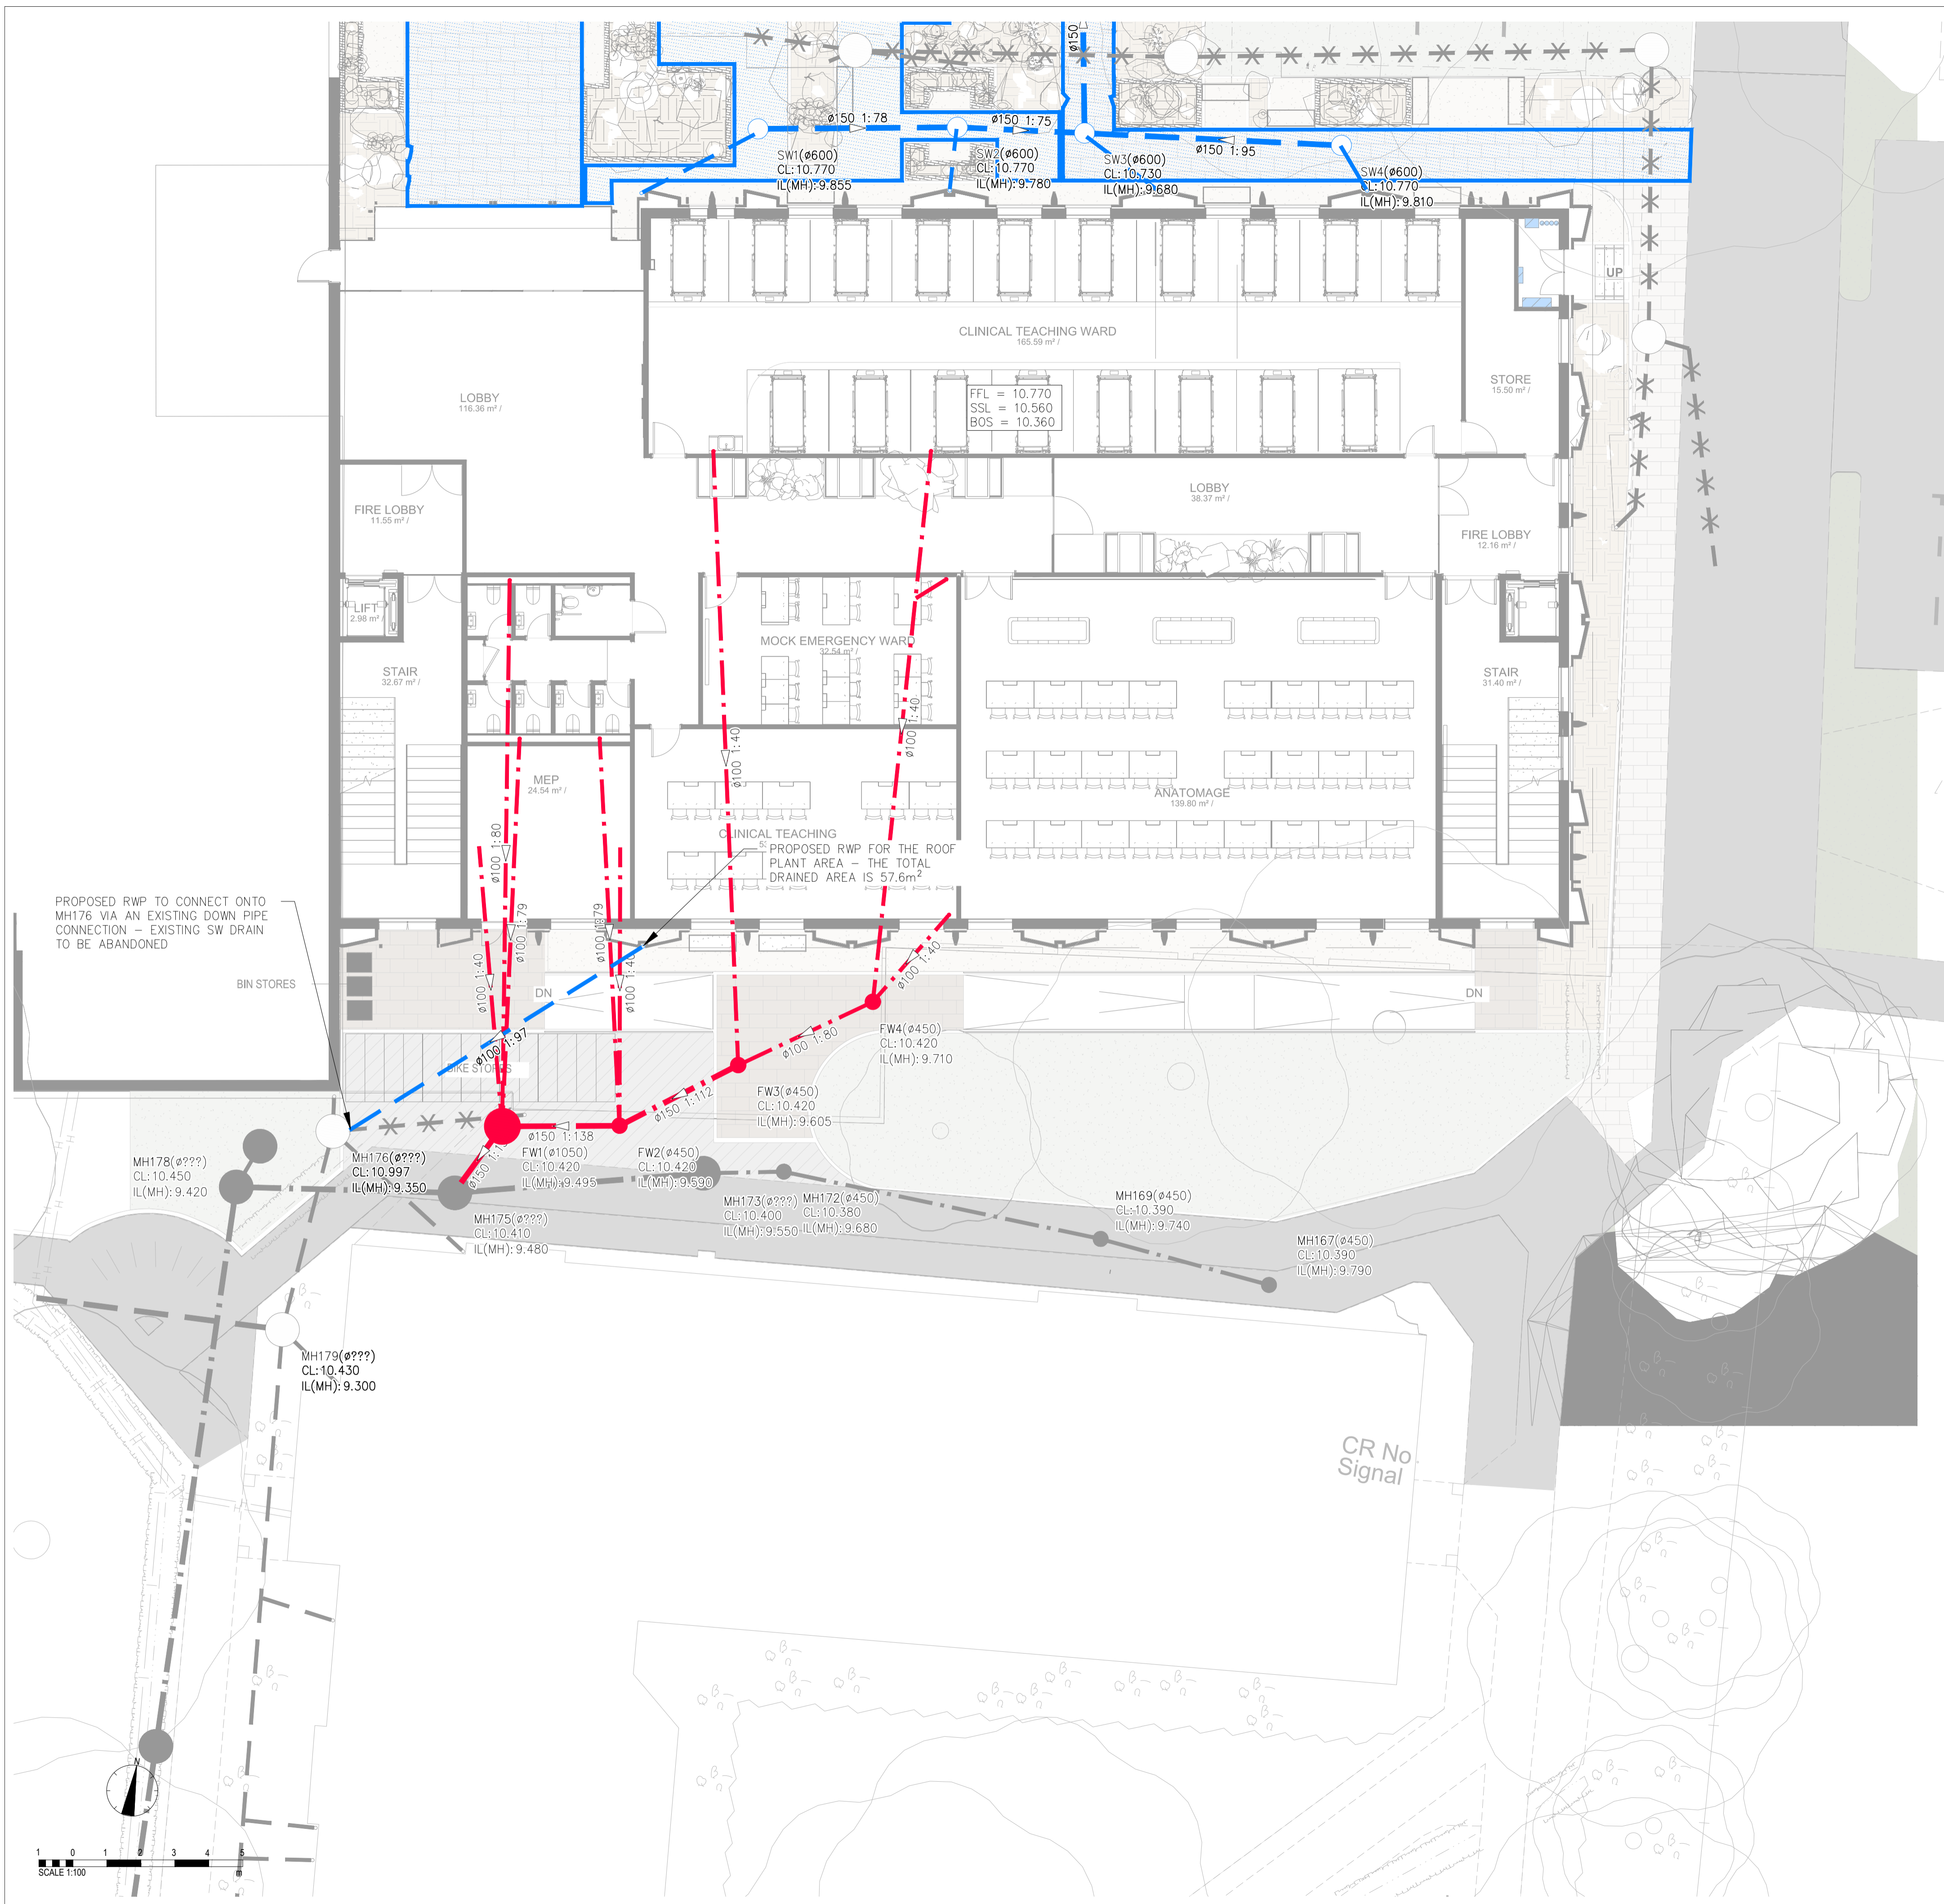 ø150
ø150 1:78
ø150 1:75
ø150 1:95
SW1(ø600)
CL:10.770
IL(MH):9.855
SW2(ø600)
CL:10.770
IL(MH):9.780
SW3(ø600)
CL:10.730
IL(MH):9.680
SW4(ø600)
CL:10.770
IL(MH):9.810
UP
CLINICAL TEACHING WARD
165.59 m² /
STORE
15.50 m² /
LOBBY
116.36 m² /
FFL = 10.770
SSL = 10.560
BOS = 10.360
LOBBY
38.37 m² /
FIRE LOBBY
11.55 m² /
FIRE LOBBY
12.16 m² /
LIFT
2.98 m² /
MOCK EMERGENCY WARD
32.54 m² /
STAIR
32.67 m² /
STAIR
31.40 m² /
ø100 1:40
ø100 1:40
MEP
24.54 m² /
ANATOMAGE
139.80 m² /
CLINICAL TEACHING
PROPOSED RWP FOR THE ROOF
PLANT AREA – THE TOTAL
DRAINED AREA IS 57.6m²
ø100 1:80
ø100 1:79
ø100 1:79
ø100 1:40
ø100 1:40
ø100 1:40
PROPOSED RWP TO CONNECT ONTO
MH176 VIA AN EXISTING DOWN PIPE
CONNECTION – EXISTING SW DRAIN
TO BE ABANDONED
BIN STORES
DN
DN
ø100 1:97
BIKE STORES
ø100 1:80
FW4(ø450)
CL:10.420
IL(MH):9.710
ø150 1:112
FW3(ø450)
CL:10.420
IL(MH):9.605
ø150 1:138
FW1(ø1050)
CL:10.420
IL(MH):9.495
FW2(ø450)
CL:10.420
IL(MH):9.590
MH178(ø???)
CL:10.450
IL(MH):9.420
MH176(ø???)
CL:10.997
IL(MH):9.350
MH175(ø???)
CL:10.410
IL(MH):9.480
MH173(ø???)
CL:10.400
IL(MH):9.550
MH172(ø450)
CL:10.380
IL(MH):9.680
MH169(ø450)
CL:10.390
IL(MH):9.740
MH167(ø450)
CL:10.390
IL(MH):9.790
MH179(ø???)
CL:10.430
IL(MH):9.300
CR No
Signal
N
1 0 1 2 3 4 5
m
SCALE 1:100